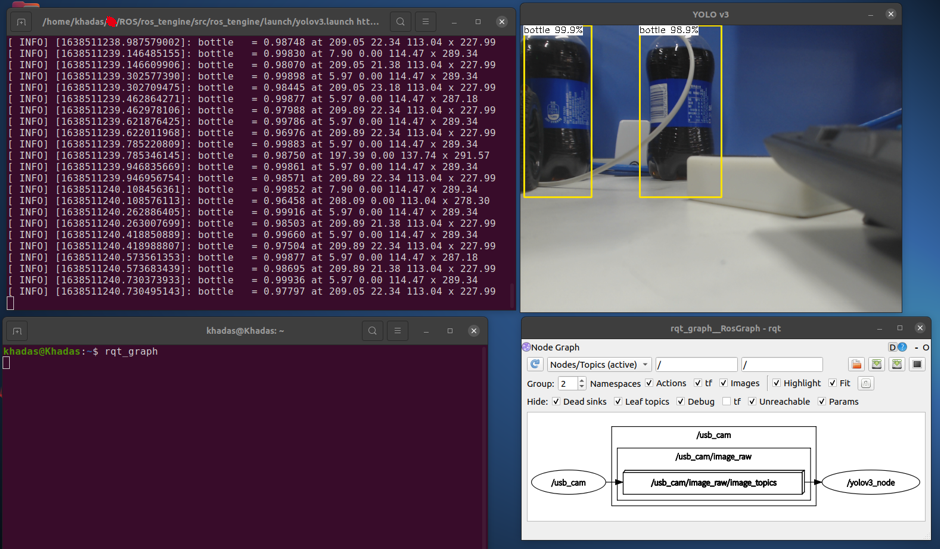 /home/khadas/ /ROS/ros_tengine/src/ros_tengine/launch/yolov3.launch htt...
[ INFO] [1638511238.987579002]: bottle   = 0.98748 at 209.05 22.34 113.04 x 227.99
[ INFO] [1638511239.146485155]: bottle   = 0.99830 at 7.90 0.00 114.47 x 289.34
[ INFO] [1638511239.146609906]: bottle   = 0.98070 at 209.05 21.38 113.04 x 227.99
[ INFO] [1638511239.302577390]: bottle   = 0.99898 at 5.97 0.00 114.47 x 289.34
[ INFO] [1638511239.302709475]: bottle   = 0.98445 at 209.05 23.18 113.04 x 227.99
[ INFO] [1638511239.462864271]: bottle   = 0.99877 at 5.97 0.00 114.47 x 287.18
[ INFO] [1638511239.462978106]: bottle   = 0.97988 at 209.89 22.34 113.04 x 227.99
[ INFO] [1638511239.621876425]: bottle   = 0.99786 at 5.97 0.00 114.47 x 289.34
[ INFO] [1638511239.622011968]: bottle   = 0.96976 at 209.89 22.34 113.04 x 227.99
[ INFO] [1638511239.785220809]: bottle   = 0.99883 at 5.97 0.00 114.47 x 289.34
[ INFO] [1638511239.785346145]: bottle   = 0.98750 at 197.39 0.00 137.74 x 291.57
[ INFO] [1638511239.946835669]: bottle   = 0.99861 at 5.97 0.00 114.47 x 289.34
[ INFO] [1638511239.946956754]: bottle   = 0.98571 at 209.89 22.34 113.04 x 227.99
[ INFO] [1638511240.108456361]: bottle   = 0.99852 at 7.90 0.00 114.47 x 289.34
[ INFO] [1638511240.108576113]: bottle   = 0.96458 at 208.09 0.00 113.04 x 278.30
[ INFO] [1638511240.262886405]: bottle   = 0.99916 at 5.97 0.00 114.47 x 289.34
[ INFO] [1638511240.263007699]: bottle   = 0.98503 at 209.89 21.38 113.04 x 227.99
[ INFO] [1638511240.418850889]: bottle   = 0.99660 at 5.97 0.00 114.47 x 289.34
[ INFO] [1638511240.418988807]: bottle   = 0.97504 at 209.89 22.34 113.04 x 227.99
[ INFO] [1638511240.573561353]: bottle   = 0.99877 at 5.97 0.00 114.47 x 287.18
[ INFO] [1638511240.573683439]: bottle   = 0.98695 at 209.89 21.38 113.04 x 227.99
[ INFO] [1638511240.730373933]: bottle   = 0.99936 at 5.97 0.00 114.47 x 289.34
[ INFO] [1638511240.730495143]: bottle   = 0.97797 at 209.05 22.34 113.04 x 227.99
YOLO v3
bottle 99.9%
bottle 98.9%
khadas@Khadas: ~
khadas@Khadas:~$ rqt_graph
rqt_graph__RosGraph - rqt
Node Graph
D ? - O
Nodes/Topics (active) / /
Group: 2 Namespaces Actions tf Images Highlight Fit
Hide: Dead sinks Leaf topics Debug tf Unreachable Params
/usb_cam
/usb_cam/image_raw
/usb_cam /usb_cam/image_raw/image_topics /yolov3_node